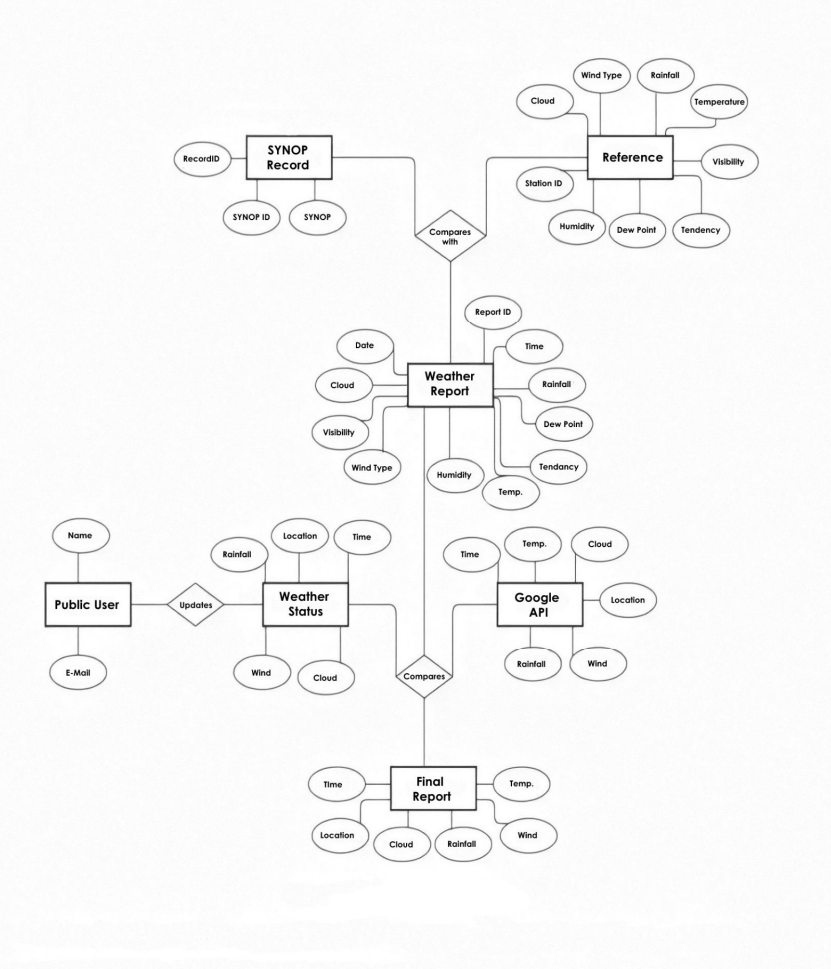 Wind Type
Rainfall
Cloud
Temperature
RecordID
SYNOP
Record
Reference
Visibility
Station ID
SYNOP ID
SYNOP
Humidity
Dew Point
Tendency
Compares
with
Report ID
Date
Time
Weather
Report
Cloud
Rainfall
Visibility
Dew Point
Wind Type
Humidity
Tendancy
Temp.
Name
Rainfall
Location
Time
Time
Temp.
Cloud
Public User
Updates
Weather
Status
Google
API
Location
E-Mail
Wind
Cloud
Compares
Rainfall
Wind
TIme
Final
Report
Temp.
Location
Cloud
Rainfall
Wind